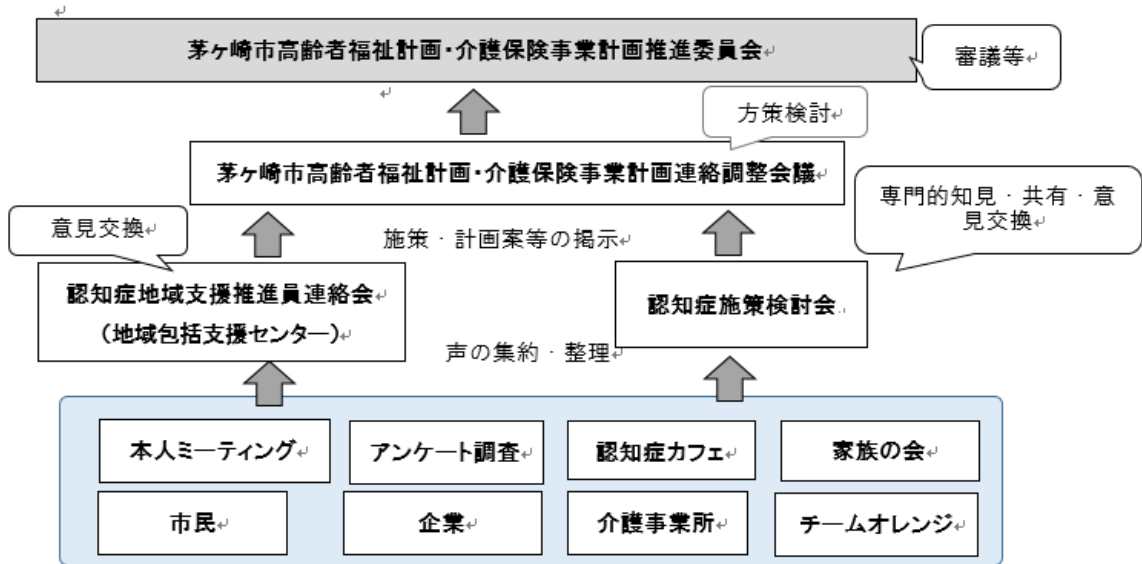 茅ヶ崎市高齢者福祉計画・介護保険事業計画推進委員会
審議等
方策検討
茅ヶ崎市高齢者福祉計画・介護保険事業計画連絡調整会議
専門的知見・共有・意
見交換
意見交換
施策・計画案等の掲示
認知症地域支援推進員連絡会
（地域包括支援センター）
認知症施策検討会
声の集約・整理
本人ミーティング
アンケート調査
認知症カフェ
家族の会
市民
企業
介護事業所
チームオレンジ